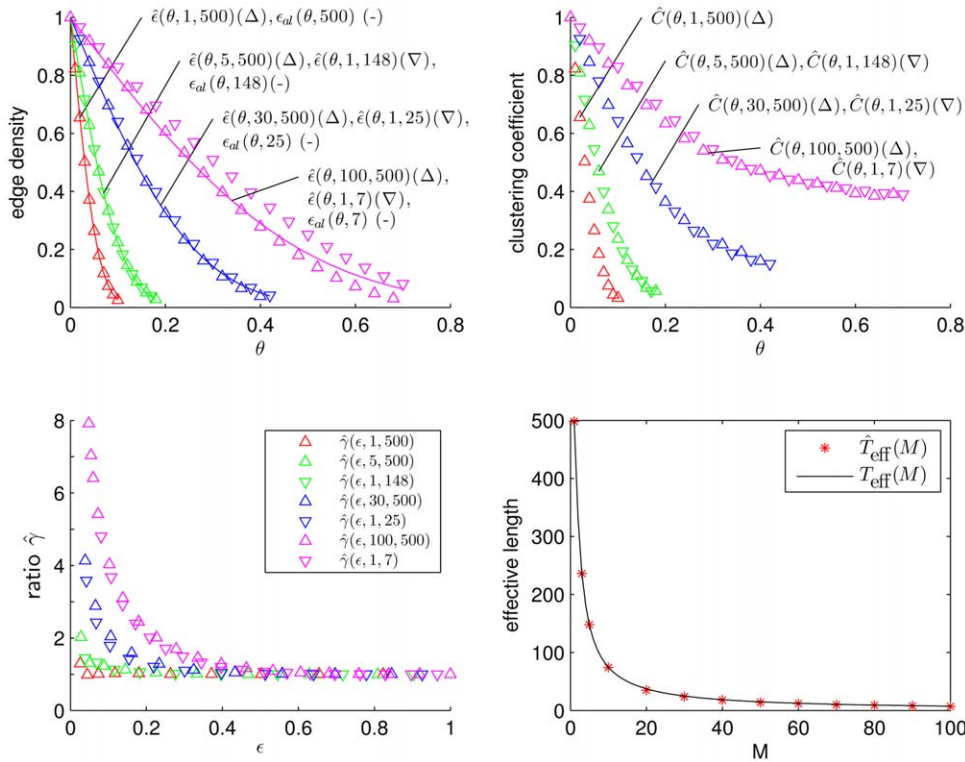 ε̂(θ, 1, 500)(Δ), ϵ_al(θ, 500) (-)
ε̂(θ, 5, 500)(Δ), ε̂(θ, 1, 148)(∇),
ϵ_al(θ, 148)(-)
ε̂(θ, 30, 500)(Δ), ε̂(θ, 1, 25)(∇),
ϵ_al(θ, 25) (-)
ε̂(θ, 100, 500)(Δ),
ε̂(θ, 1, 7)(∇),
ϵ_al(θ, 7) (-)
edge density
1
0.8
0.6
0.4
0.2
0
0 0.2 0.4 0.6 0.8
θ
Ĉ(θ, 1, 500)(Δ)
Ĉ(θ, 5, 500)(Δ), Ĉ(θ, 1, 148)(∇)
Ĉ(θ, 30, 500)(Δ), Ĉ(θ, 1, 25)(∇)
Ĉ(θ, 100, 500)(Δ),
Ĉ(θ, 1, 7)(∇)
clustering coefficient
1
0.8
0.6
0.4
0.2
0
0 0.2 0.4 0.6 0.8
θ
ratio γ̂
8
6
4
2
0
0 0.2 0.4 0.6 0.8 1
ϵ
γ̂(ϵ, 1, 500)
γ̂(ϵ, 5, 500)
γ̂(ϵ, 1, 148)
γ̂(ϵ, 30, 500)
γ̂(ϵ, 1, 25)
γ̂(ϵ, 100, 500)
γ̂(ϵ, 1, 7)
effective length
500
400
300
200
100
0
0 20 40 60 80 100
M
T̂_eff(M)
T_eff(M)